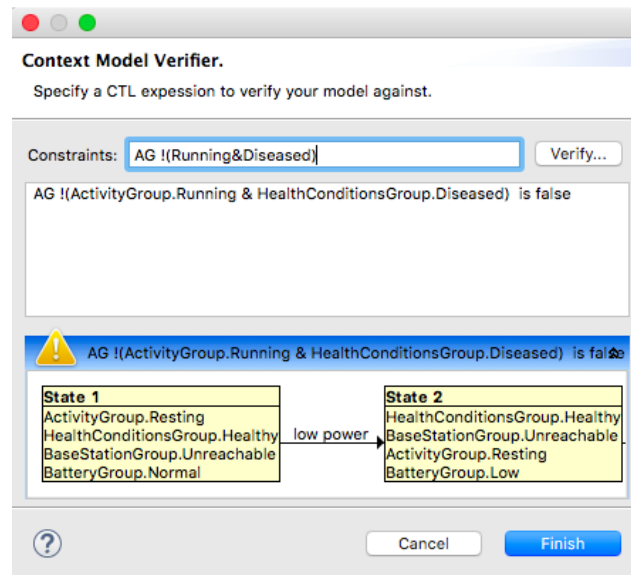 Context Model Verifier.
Specify a CTL expession to verify your model against.
Constraints: AG !(Running&Diseased) Verify...
AG !(ActivityGroup.Running & HealthConditionsGroup.Diseased) is false
AG !(ActivityGroup.Running & HealthConditionsGroup.Diseased) is false
State 1
ActivityGroup.Resting
HealthConditionsGroup.Healthy
BaseStationGroup.Unreachable
BatteryGroup.Normal
low power
State 2
HealthConditionsGroup.Healthy
BaseStationGroup.Unreachable
ActivityGroup.Resting
BatteryGroup.Low
? Cancel Finish